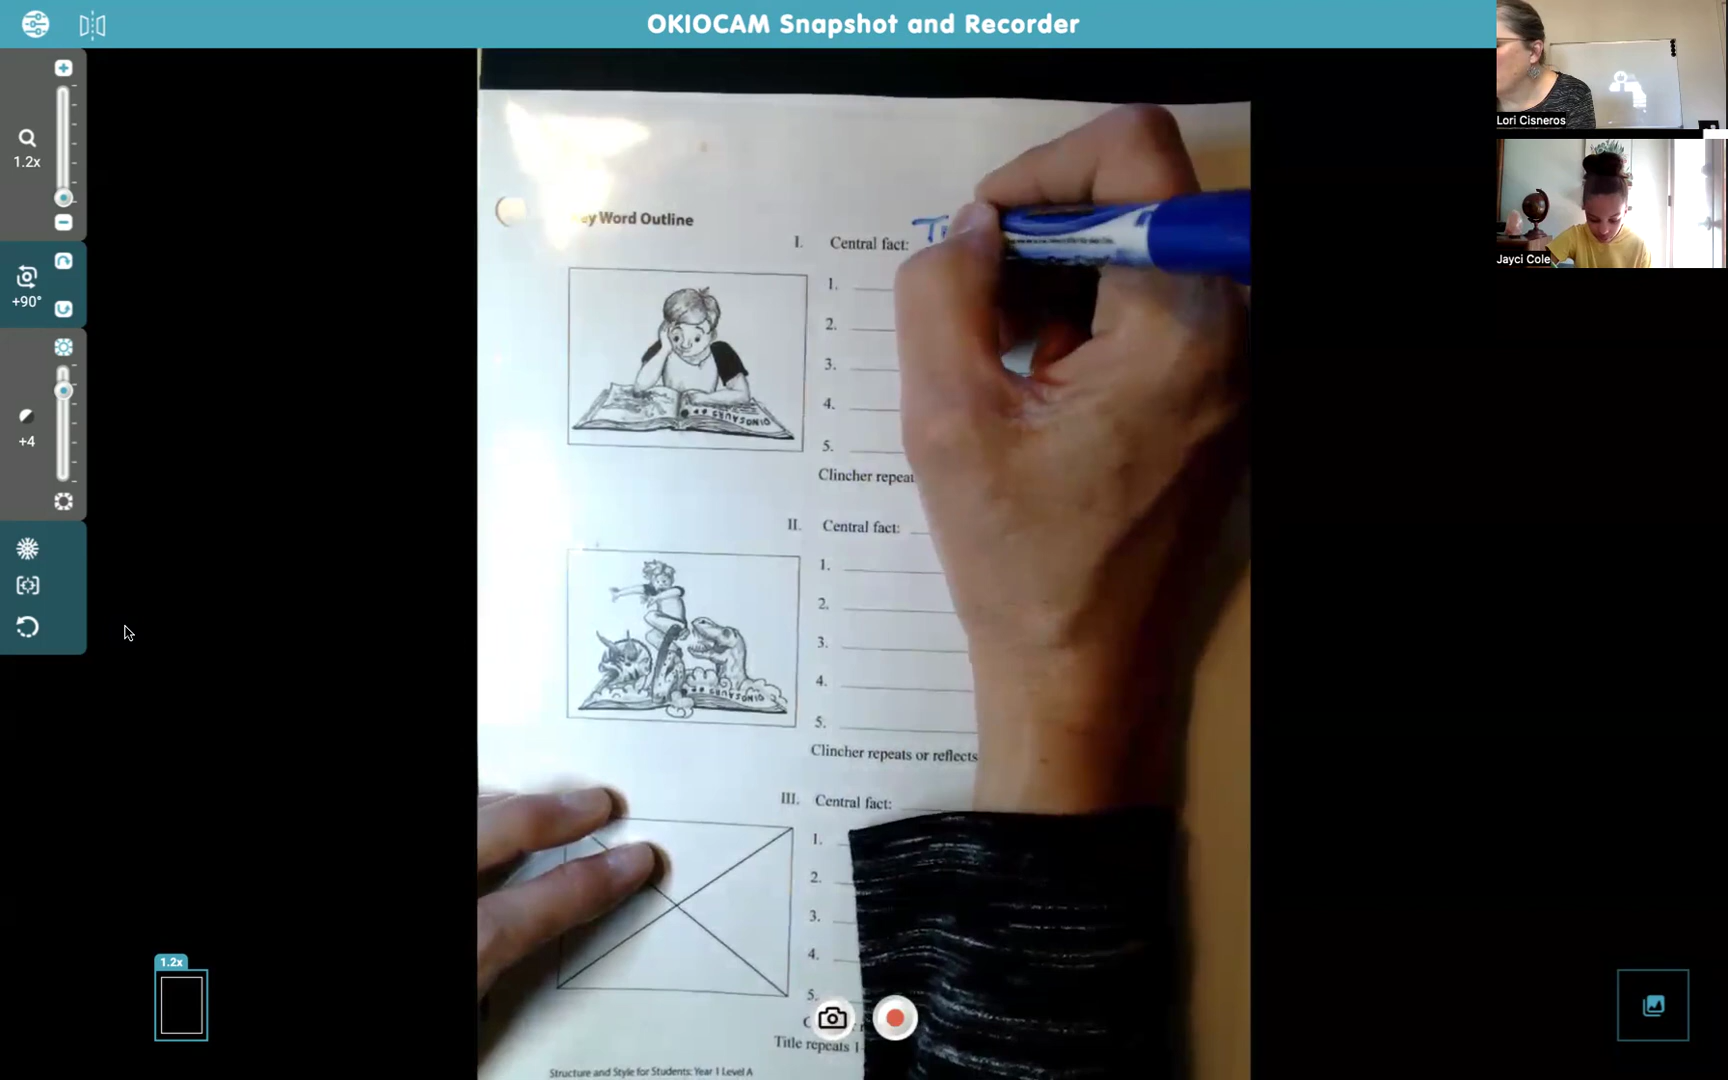 OKIOCAM Snapshot and Recorder
Lori Cisneros
Jayci Cole
1.2x
+90°
+4
1.2x
Word Outline
I. Central fact:
1.
2.
3.
4.
5.
Clincher
DINOSAURS
II. Central fact:
1.
2.
3.
4.
5.
Clincher repeats or reflects
DINOSAURS
III. Central fact:
1.
2.
3.
4.
5.
Title repeats
Structure and Style for Students: Year 1 Level A